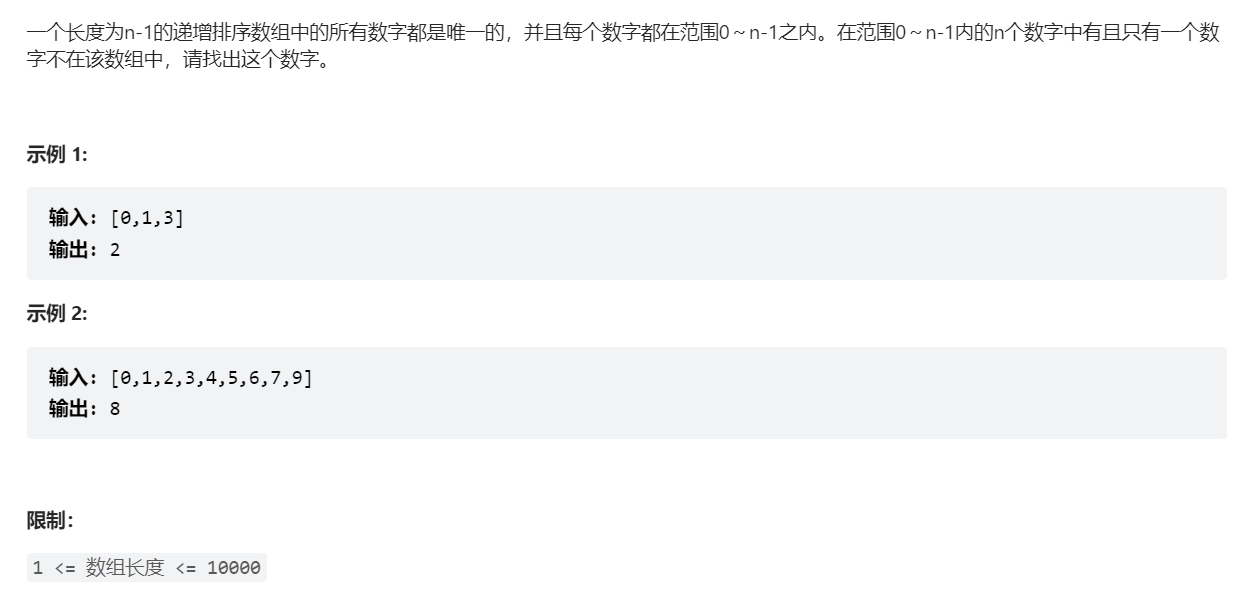 一个长度为n-1的递增排序数组中的所有数字都是唯一的，并且每个数字都在范围0～n-1之内。在范围0～n-1内的n个数字中有且只有一个数
字不在该数组中，请找出这个数字。
示例 1:
输入: [0,1,3]
输出: 2
示例 2:
输入: [0,1,2,3,4,5,6,7,9]
输出: 8
限制：
1 <= 数组长度 <= 10000